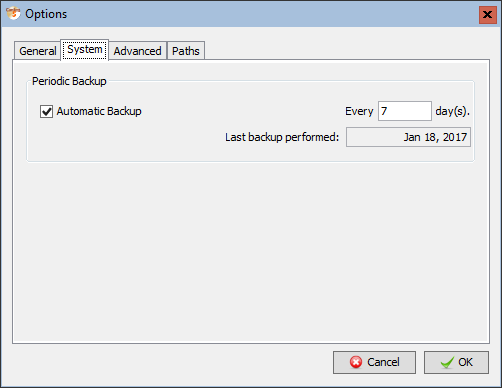 Options
General System Advanced Paths
Periodic Backup
Automatic Backup Every 7 day(s).
Last backup performed: Jan 18, 2017
Cancel OK